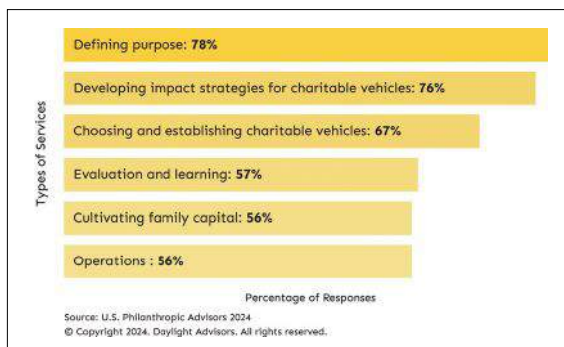 Types of Services
Defining purpose: 78%
Developing impact strategies for charitable vehicles: 76%
Choosing and establishing charitable vehicles: 67%
Evaluation and learning: 57%
Cultivating family capital: 56%
Operations : 56%
Percentage of Responses
Source: U.S. Philanthropic Advisors 2024
© Copyright 2024. Daylight Advisors. All rights reserved.